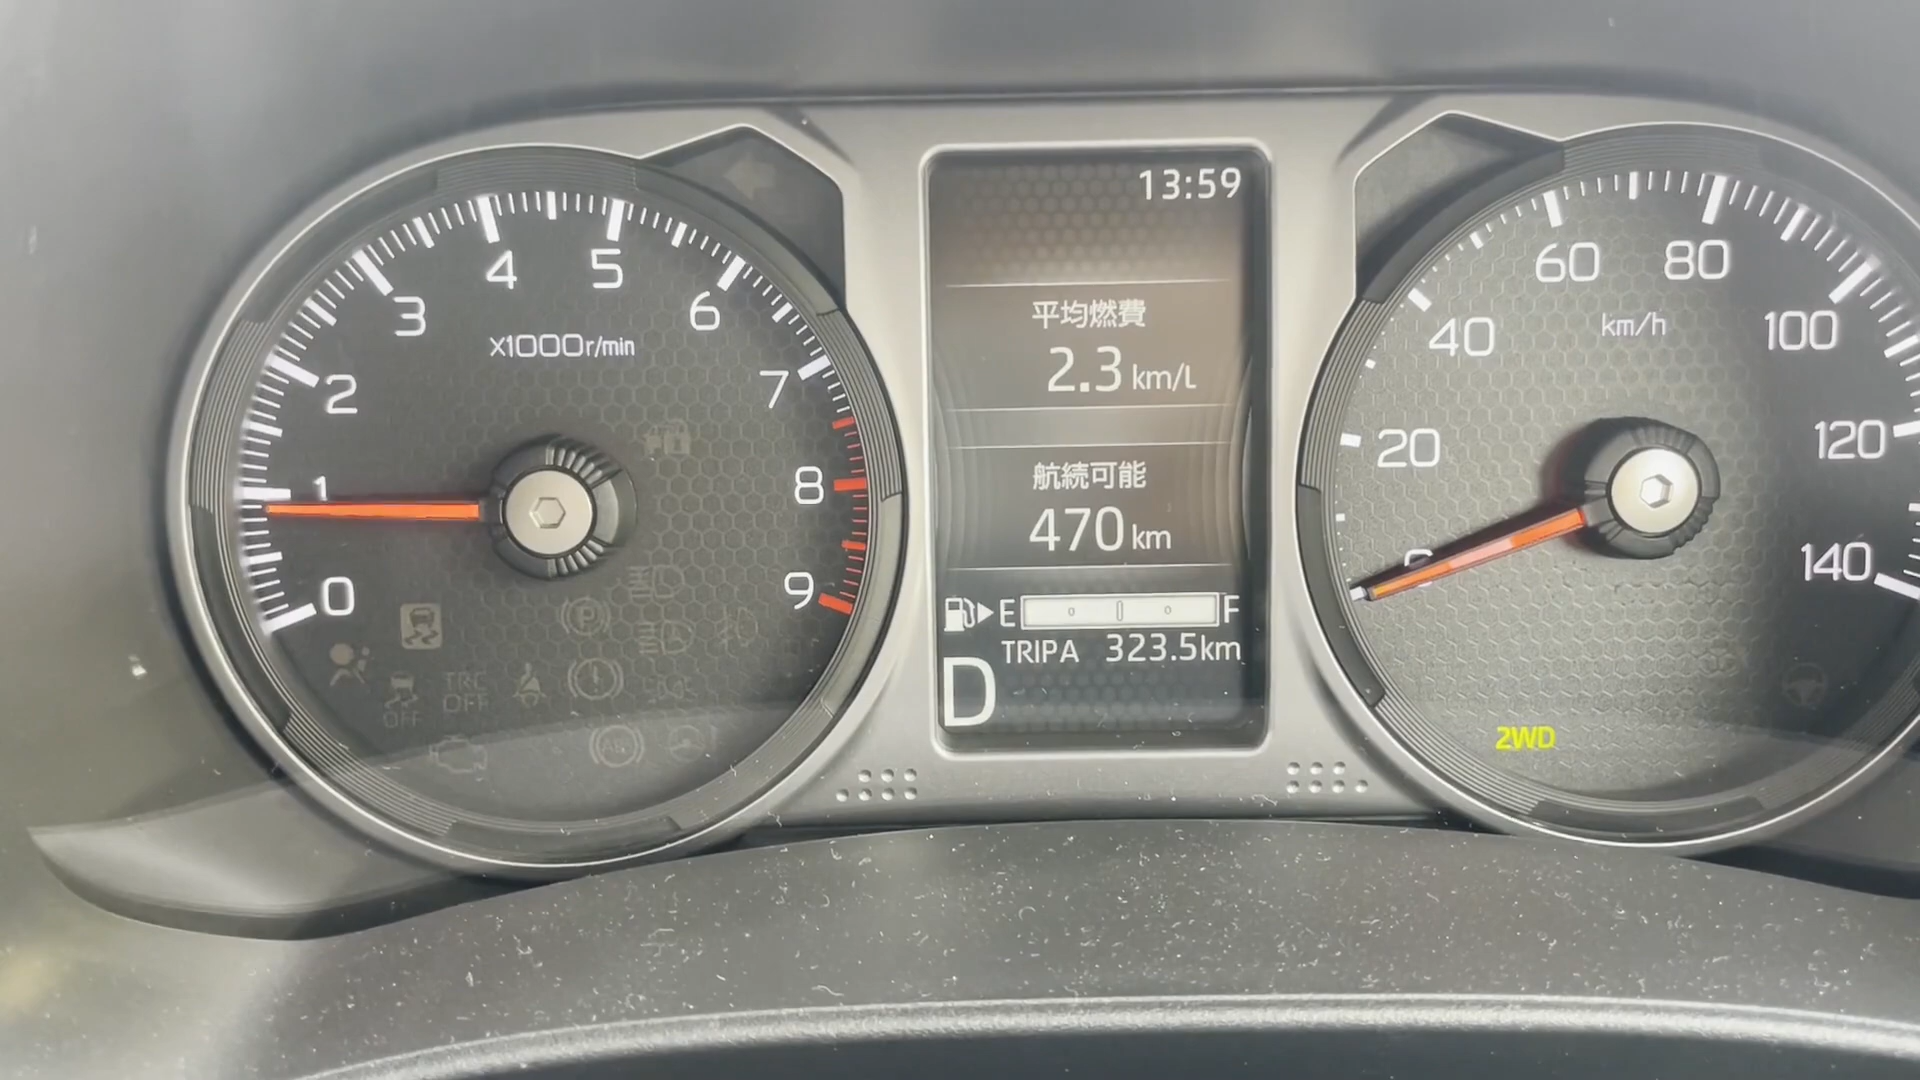 0
1
2
3
4
5
6
7
8
9
x1000r/min
TRC
OFF
OFF
13:59
平均燃費
2.3 km/L
航続可能
470 km
E F
TRIPA 323.5km
D
0
20
40
60
80
100
120
140
km/h
2WD